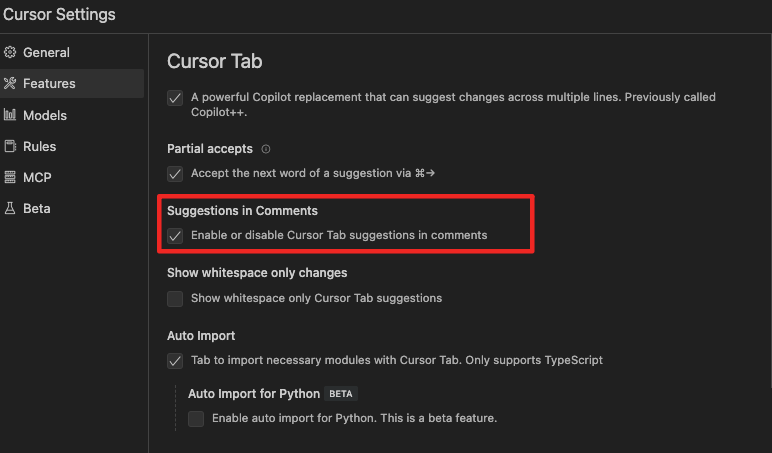 Cursor Settings
General
Features
Models
Rules
MCP
Beta
Cursor Tab
A powerful Copilot replacement that can suggest changes across multiple lines. Previously called
Copilot++.
Partial accepts
Accept the next word of a suggestion via ⌘→
Suggestions in Comments
Enable or disable Cursor Tab suggestions in comments
Show whitespace only changes
Show whitespace only Cursor Tab suggestions
Auto Import
Tab to import necessary modules with Cursor Tab. Only supports TypeScript
Auto Import for Python BETA
Enable auto import for Python. This is a beta feature.